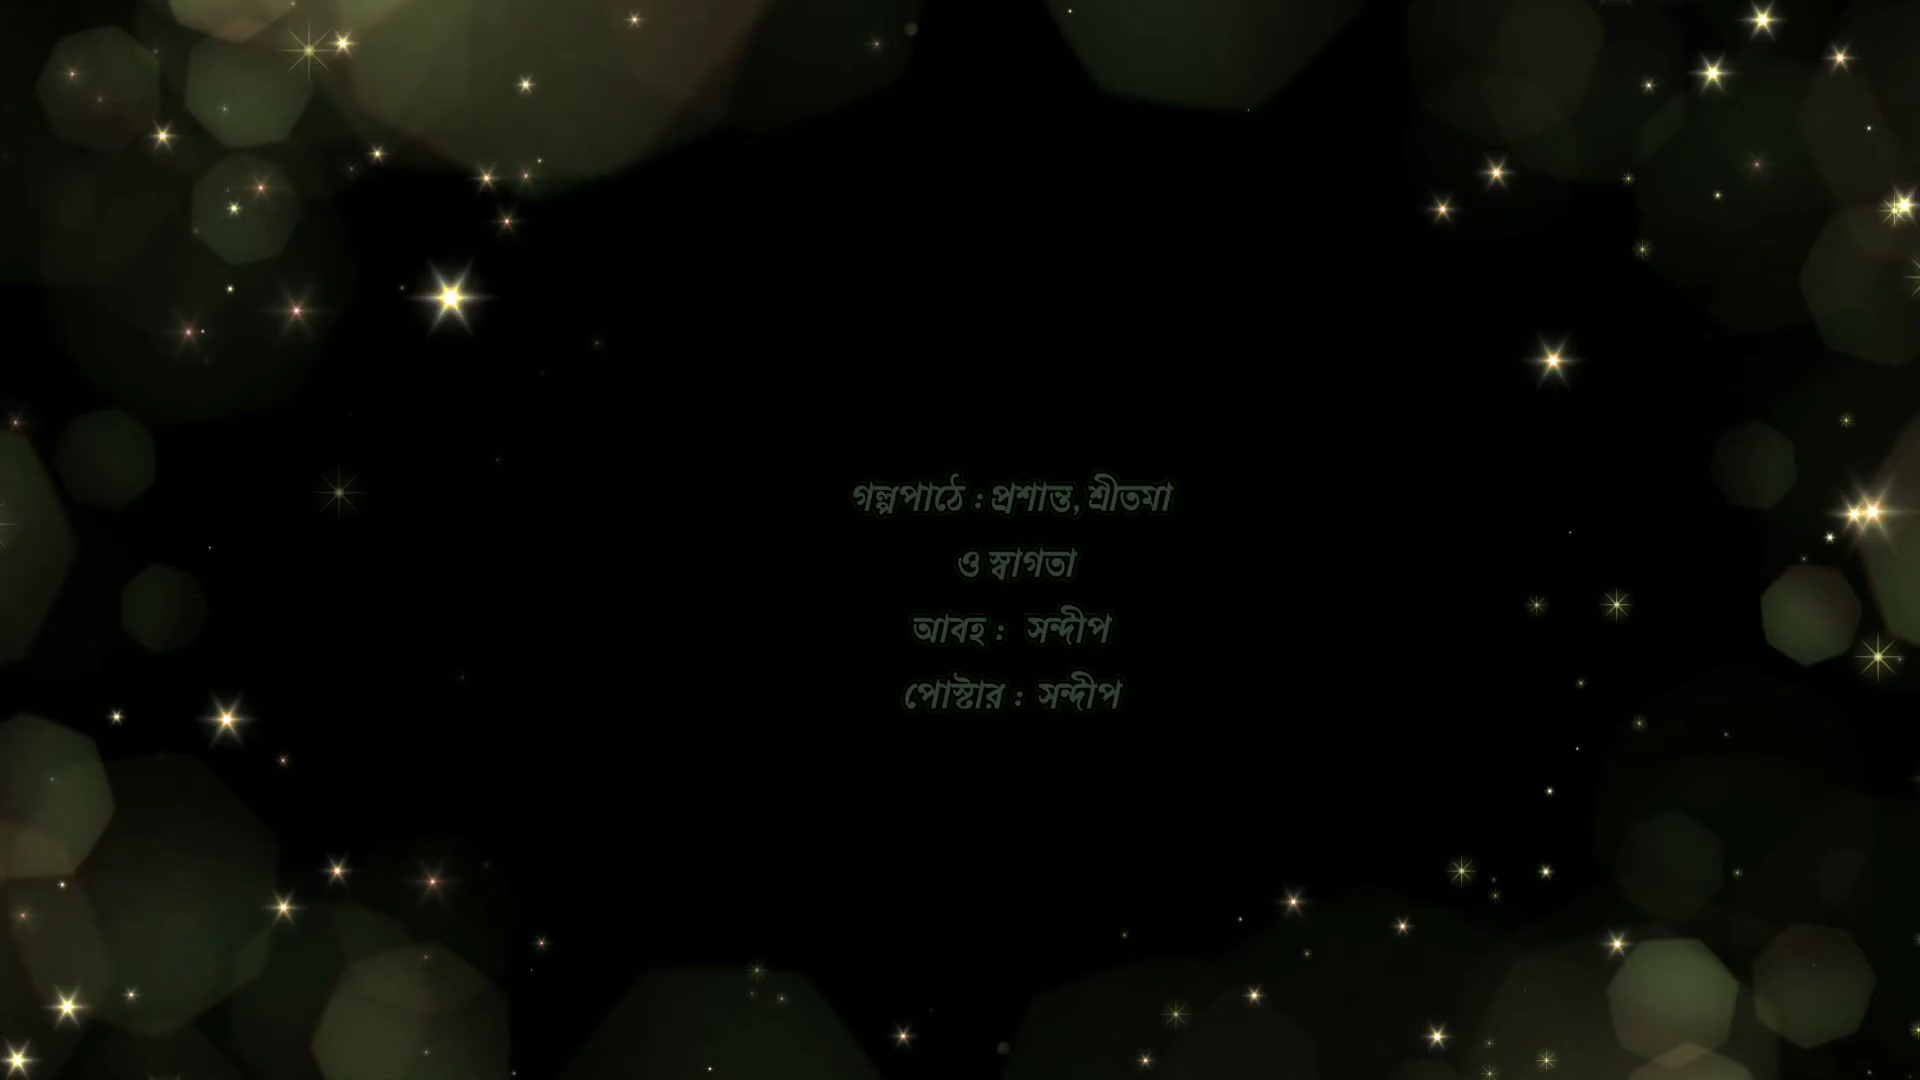 গল্পপাঠে : প্রশান্ত, শ্রীতমা
ও স্বাগতা
আবহ : সন্দীপ
পোস্টার : সন্দীপ